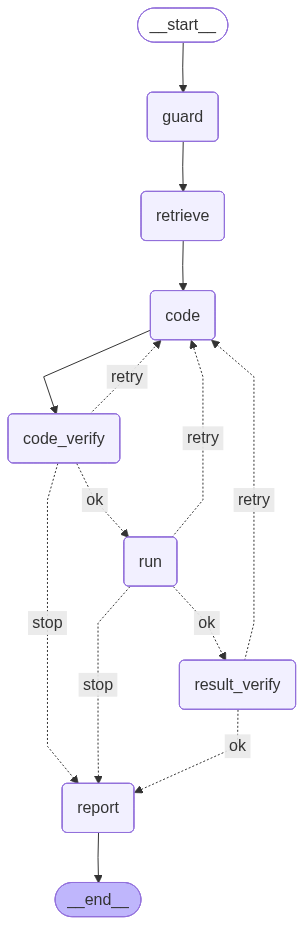 __start__
guard
retrieve
code
retry
code_verify
retry
ok
retry
run
stop
ok
stop
result_verify
ok
report
__end__